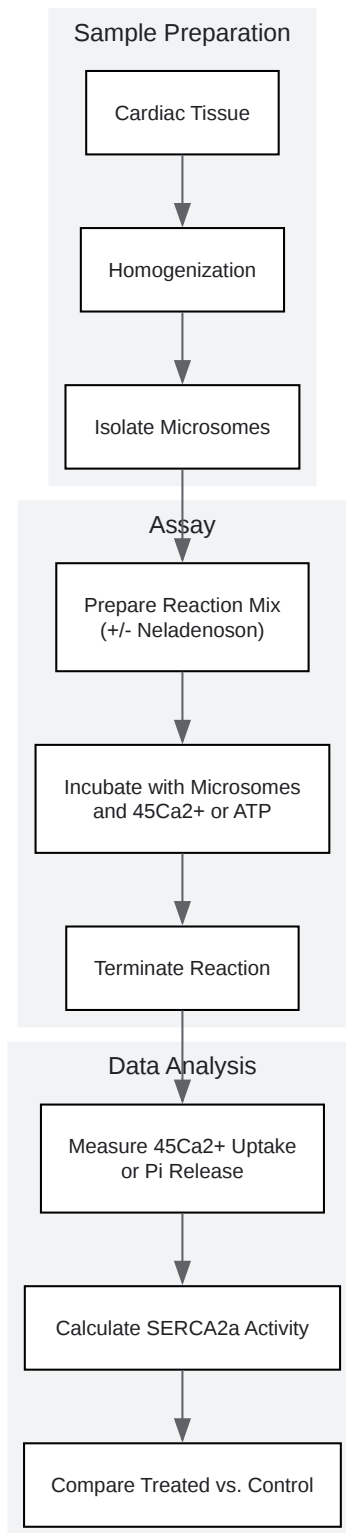 Sample Preparation
Cardiac Tissue
Homogenization
Isolate Microsomes
Assay
Prepare Reaction Mix
(+/- Neladenoson)
Incubate with Microsomes
and 45Ca2+ or ATP
Terminate Reaction
Data Analysis
Measure 45Ca2+ Uptake
or Pi Release
Calculate SERCA2a Activity
Compare Treated vs. Control